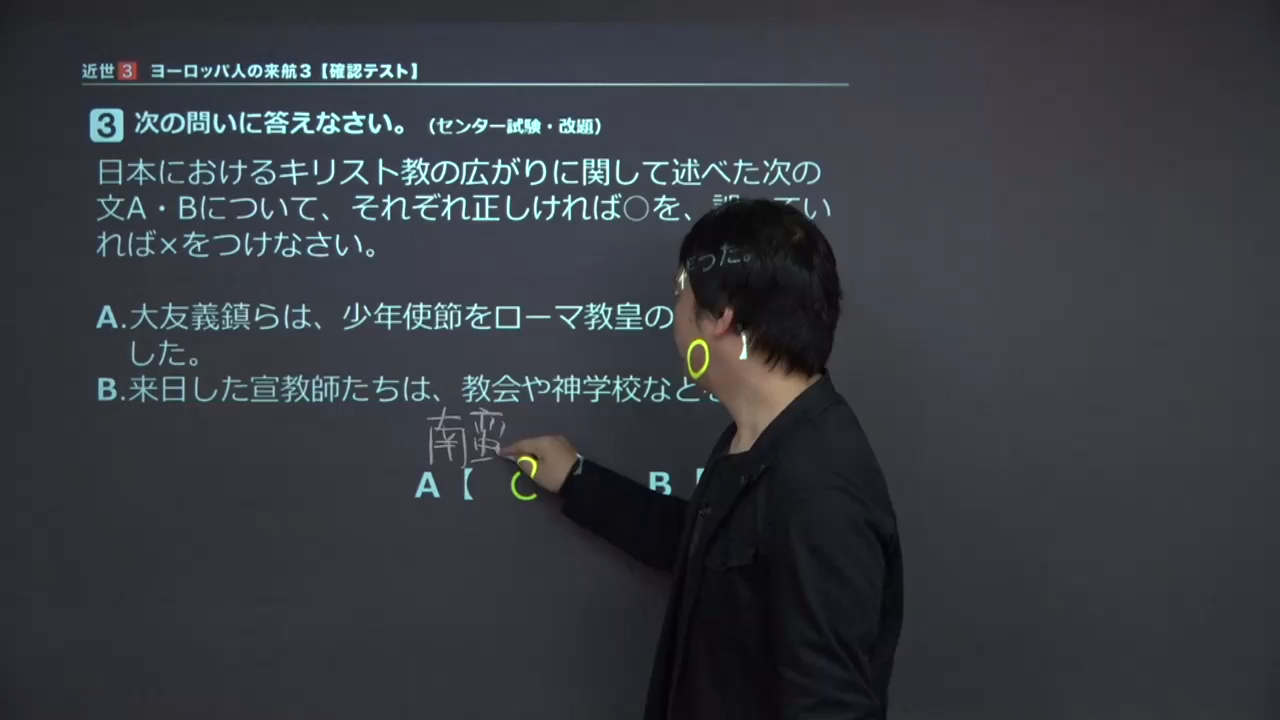 近世3 ヨーロッパ人の来航3【確認テスト】
3 次の問いに答えなさい。(センター試験・改題)
日本におけるキリスト教の広がりに関して述べた次の
文A・Bについて、それぞれ正しければ○を、 い
れば×をつけなさい。
A.大友義鎮らは、少年使節をローマ教皇の
した。
B.来日した宣教師たちは、教会や神学校など
った。
南蛮
A【 ○ B【 ○ 】